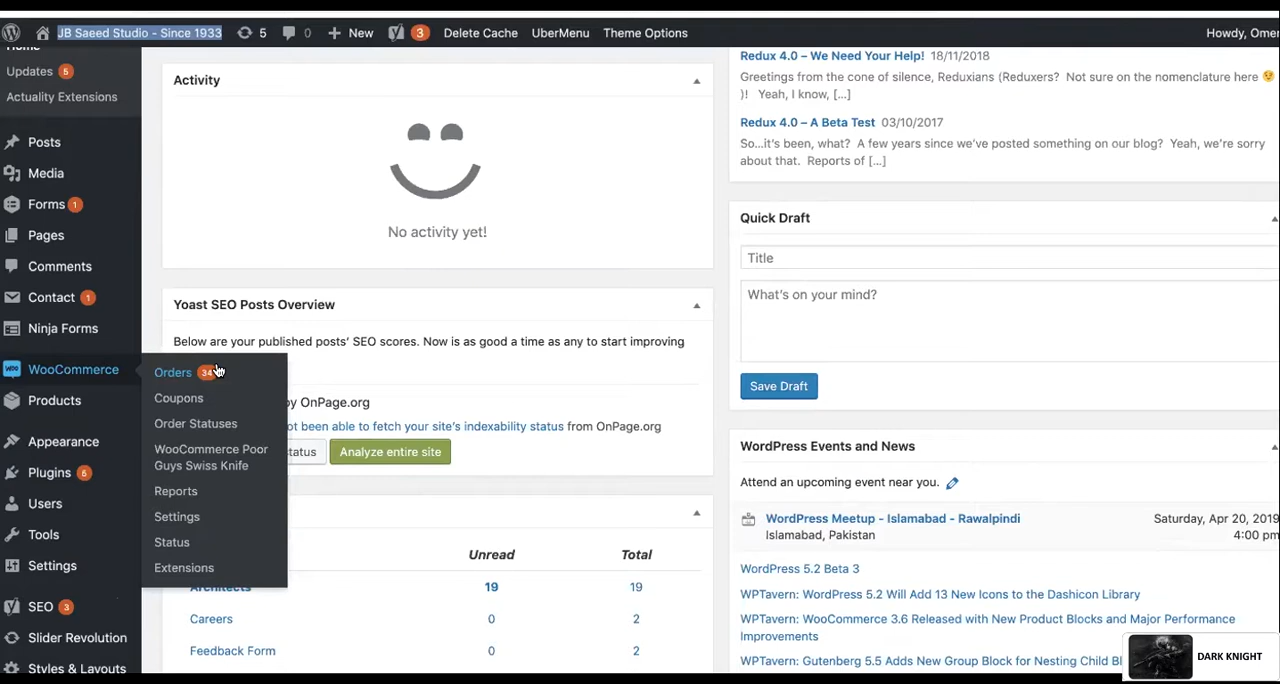 JB Saeed Studio - Since 1933 5 0 New 3 Delete Cache UberMenu Theme Options
Home
Updates 5
Actuality Extensions
Posts
Media
Forms 1
Pages
Comments
Contact 1
Ninja Forms
WooCommerce
Products
Appearance
Plugins 5
Users
Tools
Settings
SEO 3
Slider Revolution
Styles & Layouts
Orders 34
Coupons
Order Statuses
WooCommerce Poor
Guys Swiss Knife
Reports
Settings
Status
Extensions
Activity
No activity yet!
Yoast SEO Posts Overview
Below are your published posts' SEO scores. Now is as good a time as any to start improving
by OnPage.org
not been able to fetch your site's indexability status from OnPage.org
status Analyze entire site
Unread Total
Architects 19 19
Careers 0 2
Feedback Form 0 2
Howdy, Omer
Redux 4.0 – We Need Your Help! 18/11/2018
Greetings from the cone of silence, Reduxians (Reduxers? Not sure on the nomenclature here 😉
)! Yeah, I know, […]
Redux 4.0 – A Beta Test 03/10/2017
So…it's been, what? A few years since we've posted something on our blog? Yeah, we're sorry
about that. Reports of […]
Quick Draft
Title
What's on your mind?
Save Draft
WordPress Events and News
Attend an upcoming event near you.
WordPress Meetup - Islamabad - Rawalpindi Saturday, Apr 20, 2019
Islamabad, Pakistan 4:00 pm
WordPress 5.2 Beta 3
WPTavern: WordPress 5.2 Will Add 13 New Icons to the Dashicon Library
WPTavern: WooCommerce 3.6 Released with New Product Blocks and Major Performance
Improvements
WPTavern: Gutenberg 5.5 Adds New Group Block for Nesting Child Bl
DARK KNIGHT